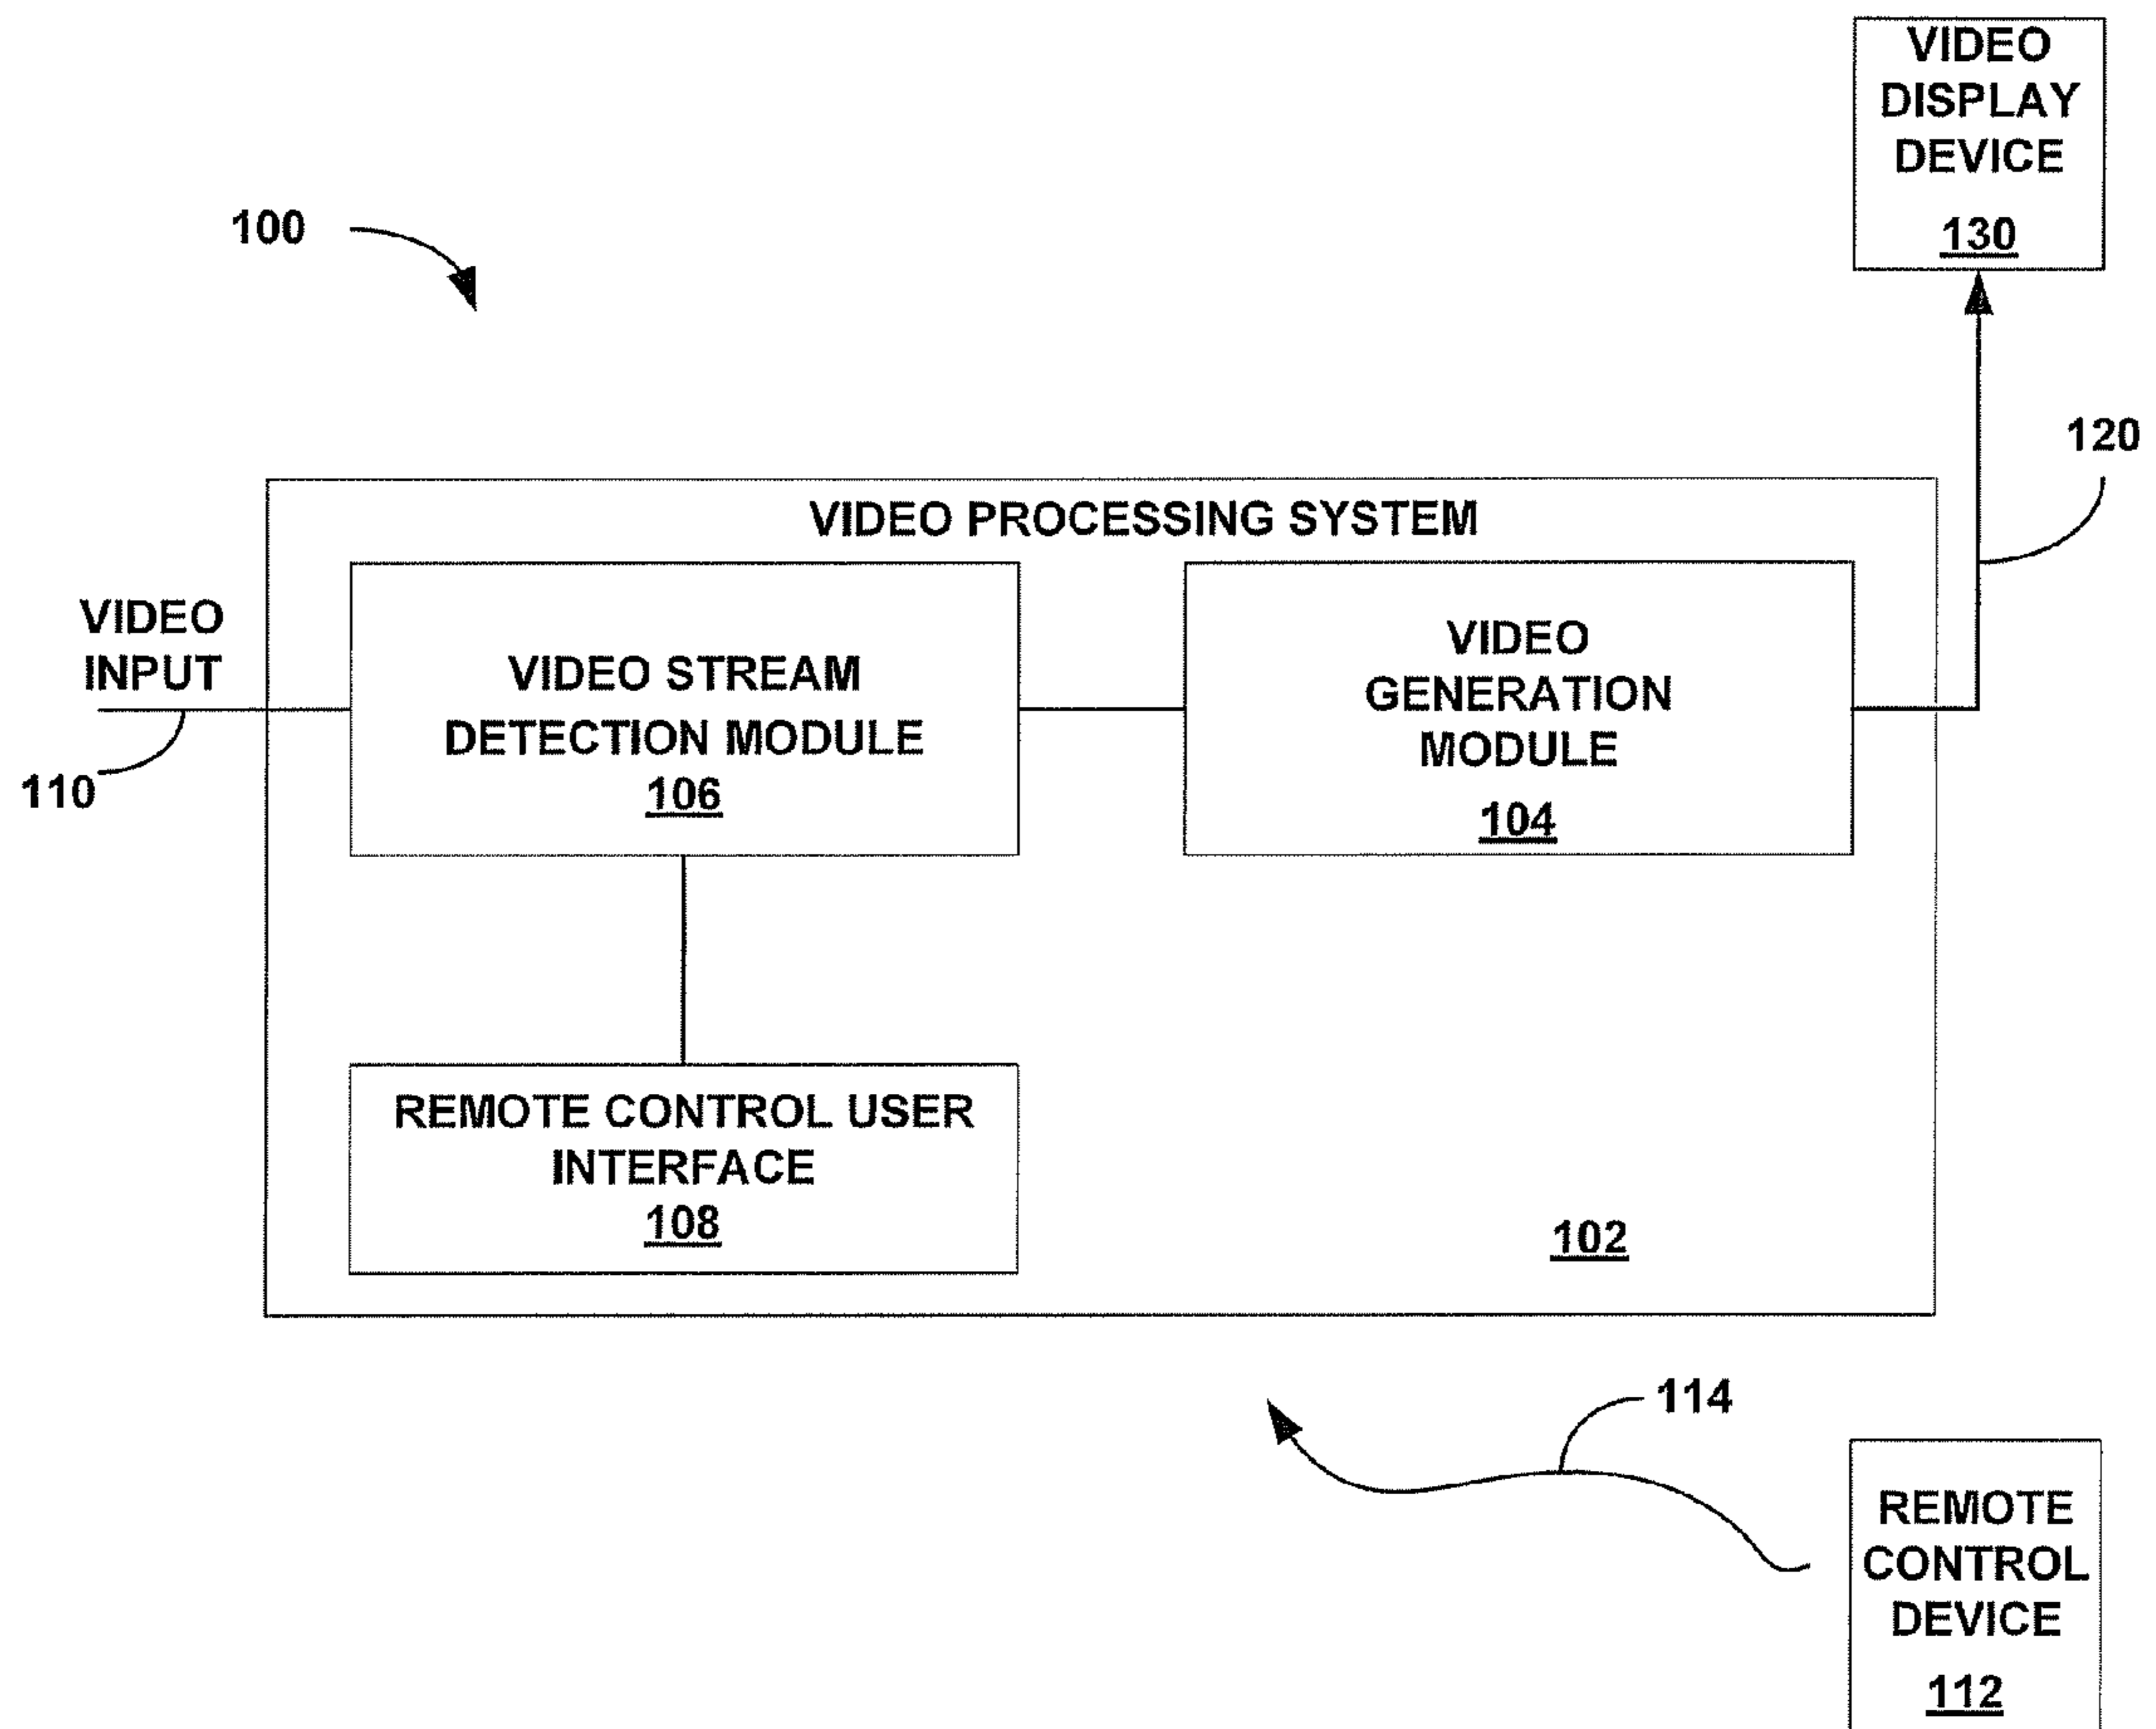 VIDEO
DISPLAY
DEVICE
130
100
120
VIDEO PROCESSING SYSTEM
VIDEO
INPUT
110
VIDEO STREAM
DETECTION MODULE
106
VIDEO
GENERATION
MODULE
104
REMOTE CONTROL USER
INTERFACE
108
102
114
REMOTE
CONTROL
DEVICE
112